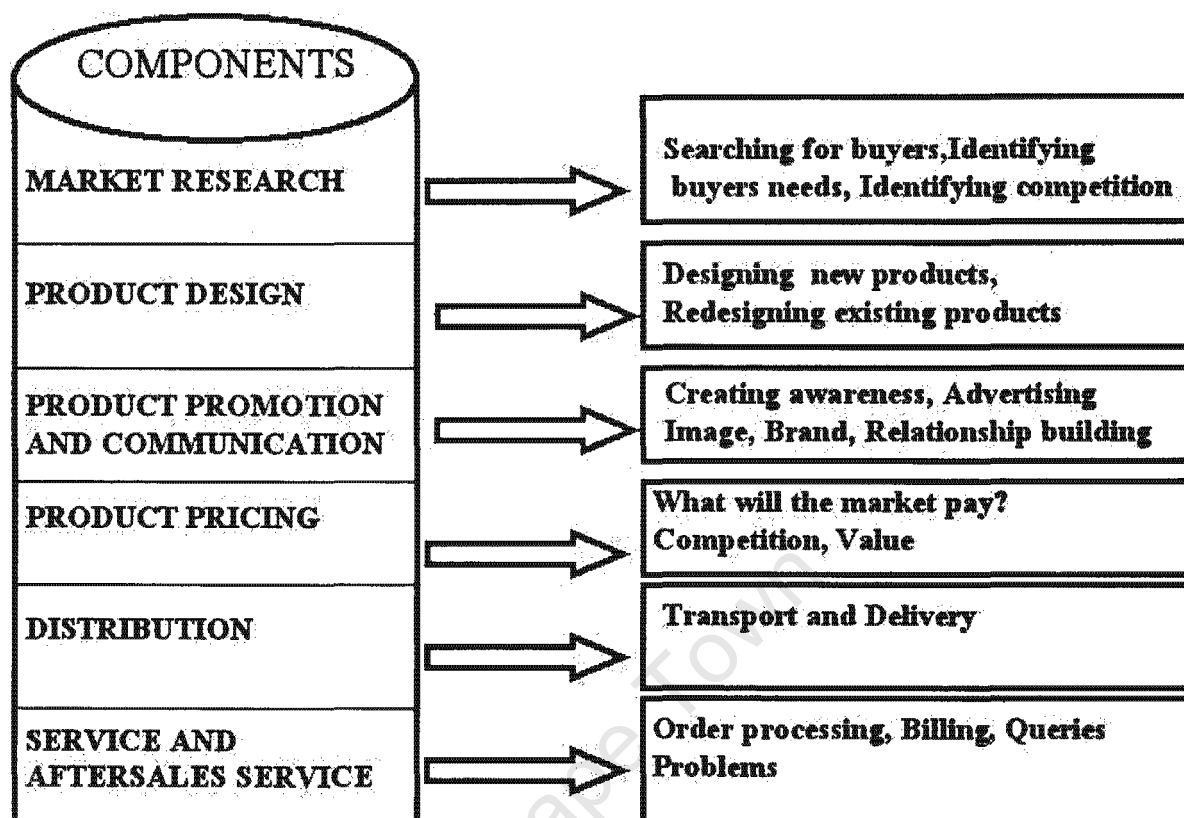 COMPONENTS
MARKET RESEARCH
Searching for buyers,Identifying
buyers needs, Identifying competition
PRODUCT DESIGN
Designing new products,
Redesigning existing products
PRODUCT PROMOTION
AND COMMUNICATION
Creating awareness, Advertising
Image, Brand, Relationship building
PRODUCT PRICING
What will the market pay?
Competition, Value
DISTRIBUTION
Transport and Delivery
SERVICE AND
AFTERSALES SERVICE
Order processing, Billing, Queries
Problems
Town